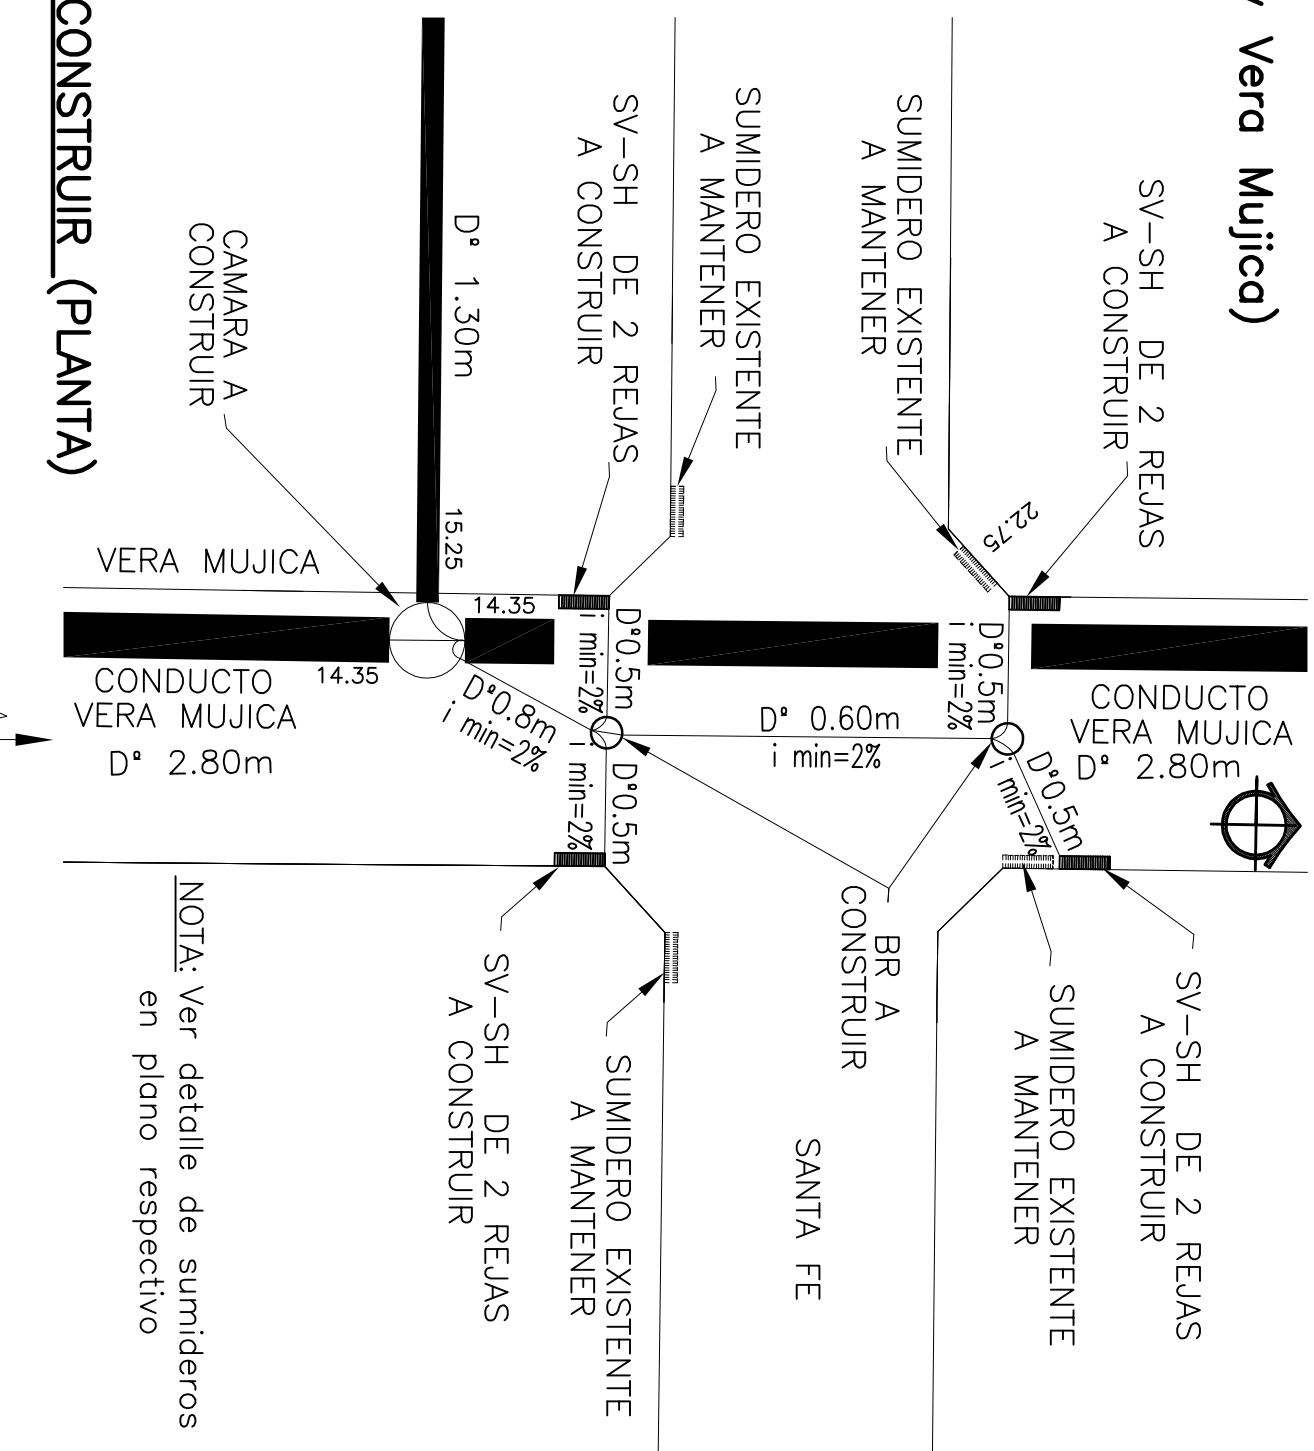 y Vera Mujica)
SV-SH DE 2 REJAS
A CONSTRUIR
SUMIDERO EXISTENTE
A MANTENER
SUMIDERO EXISTENTE
A MANTENER
SV-SH DE 2 REJAS
A CONSTRUIR
D° 1.30m
CAMARA A
CONSTRUIR
CONSTRUIR (PLANTA)
15.25
22.75
VERA MUJICA
14.35
14.35
CONDUCTO
VERA MUJICA
D° 2.80m
D°0.5m
i min=2%
D°0.8m
i min=2%
D°0.5m
i min=2%
D° 0.60m
i min=2%
D°0.5m
i min=2%
D°0.5m
i min=2%
CONDUCTO
VERA MUJICA
D° 2.80m
BR A
CONSTRUIR
SV-SH DE 2 REJAS
A CONSTRUIR
SUMIDERO EXISTENTE
A MANTENER
SANTA FE
SUMIDERO EXISTENTE
A MANTENER
SV-SH DE 2 REJAS
A CONSTRUIR
NOTA: Ver detalle de sumideros
en plano respectivo